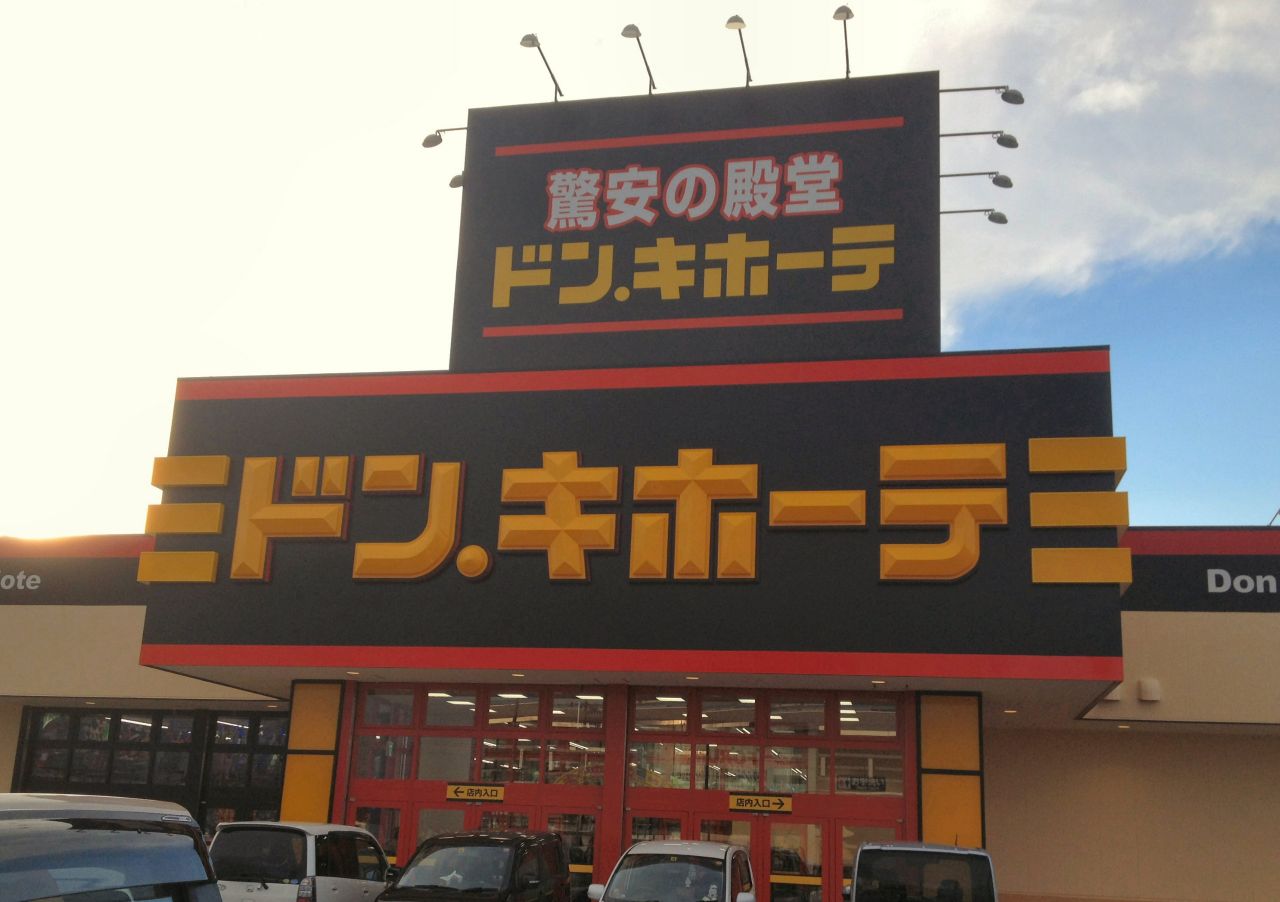 驚安の殿堂
ドン.キホーテ
ドン.キホーテ
ote
Don
←店内入口
店内入口→